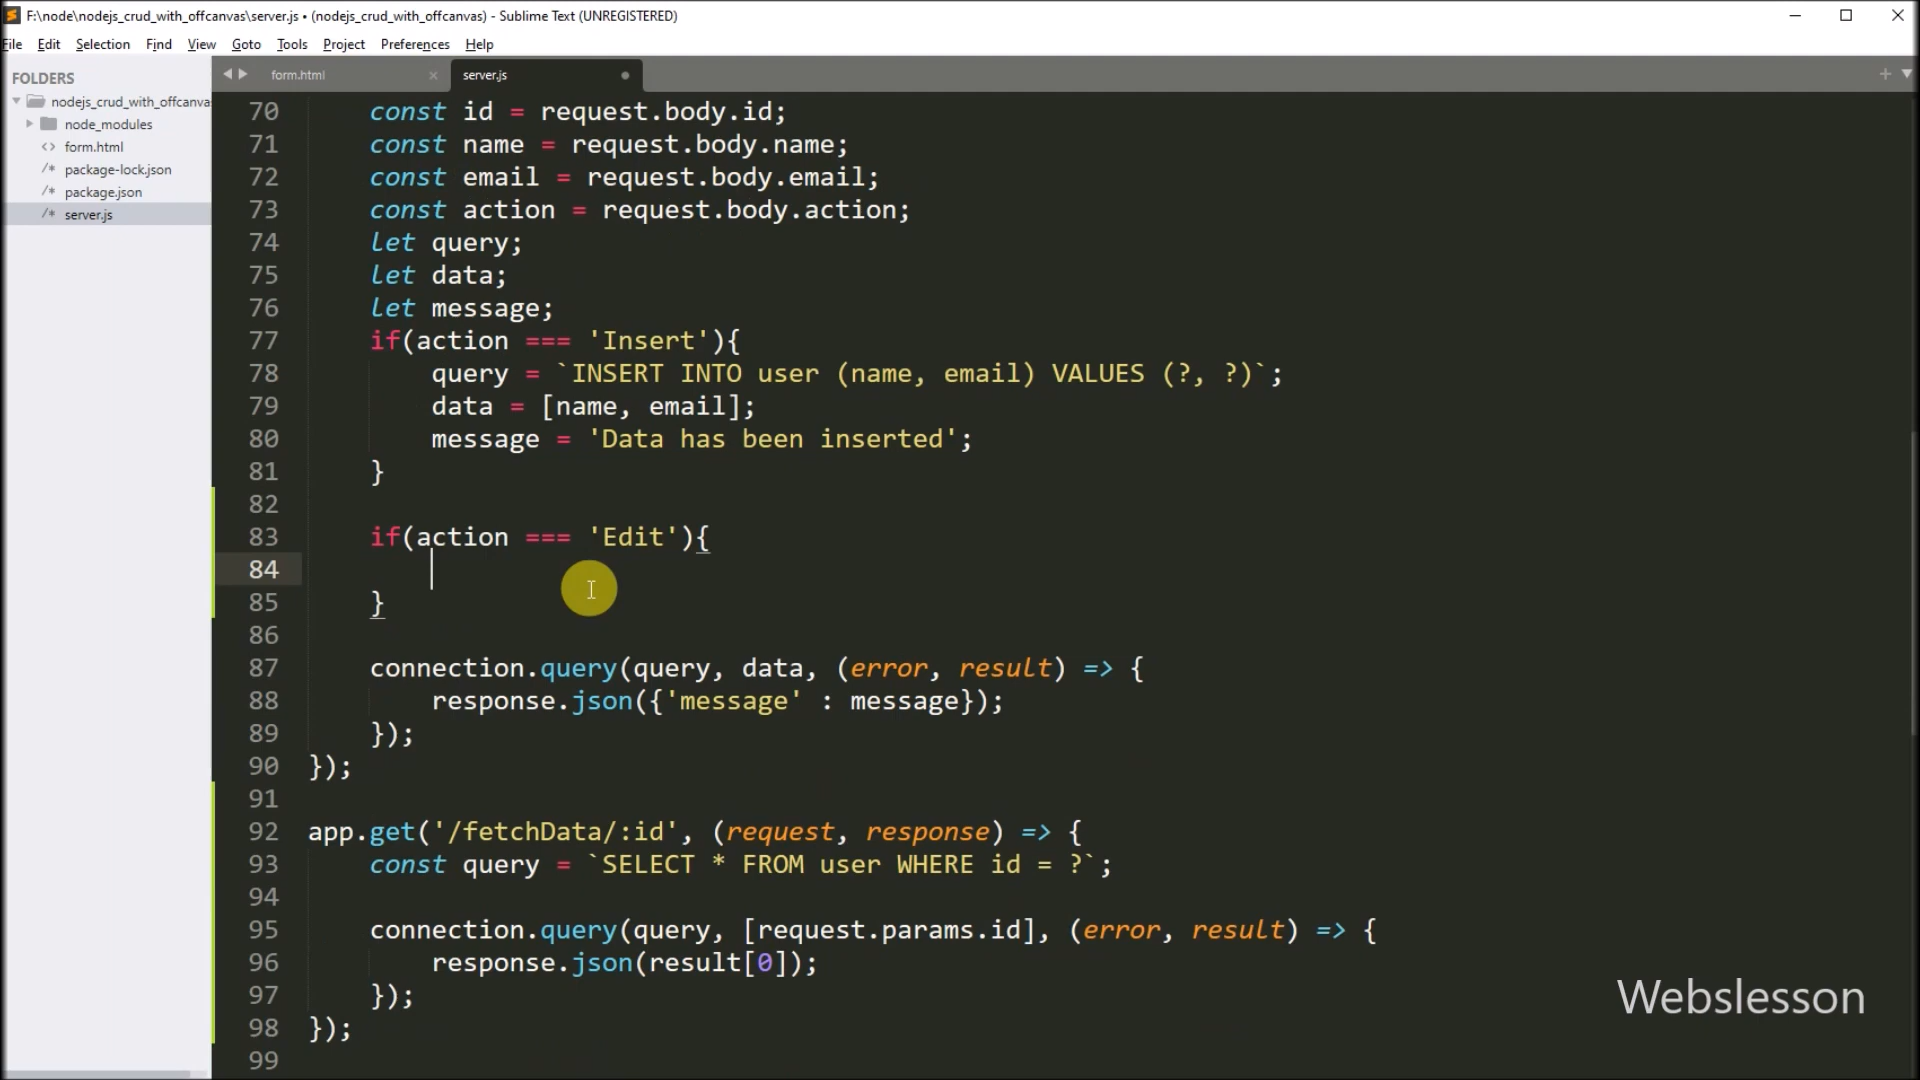 F:\node\nodejs_crud_with_offcanvas\server.js • (nodejs_crud_with_offcanvas) - Sublime Text (UNREGISTERED)
File Edit Selection Find View Goto Tools Project Preferences Help
FOLDERS
nodejs_crud_with_offcanvas
node_modules
<> form.html
/* package-lock.json
/* package.json
/* server.js
form.html × server.js •
70 const id = request.body.id;
71 const name = request.body.name;
72 const email = request.body.email;
73 const action = request.body.action;
74 let query;
75 let data;
76 let message;
77 if(action === 'Insert'){
78 query = `INSERT INTO user (name, email) VALUES (?, ?)`;
79 data = [name, email];
80 message = 'Data has been inserted';
81 }
82
83 if(action === 'Edit'){
84
85 }
86
87 connection.query(query, data, (error, result) => {
88 response.json({'message' : message});
89 });
90 });
91
92 app.get('/fetchData/:id', (request, response) => {
93 const query = `SELECT * FROM user WHERE id = ?`;
94
95 connection.query(query, [request.params.id], (error, result) => {
96 response.json(result[0]);
97 });
98 });
99
Webslesson